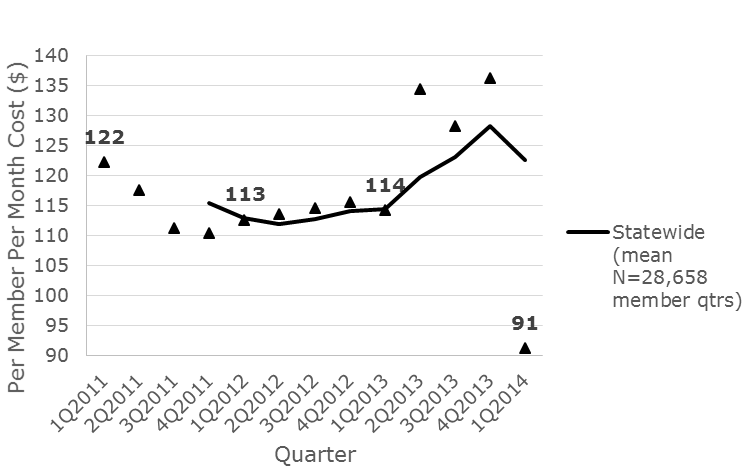 Per Member Per Month Cost ($)
140
135
130
125
120
115
110
105
100
95
90
122
113
114
91
1Q2011
2Q2011
3Q2011
4Q2011
1Q2012
2Q2012
3Q2012
4Q2012
1Q2013
2Q2013
3Q2013
4Q2013
1Q2014
Quarter
Statewide
(mean
N=28,658
member qtrs)